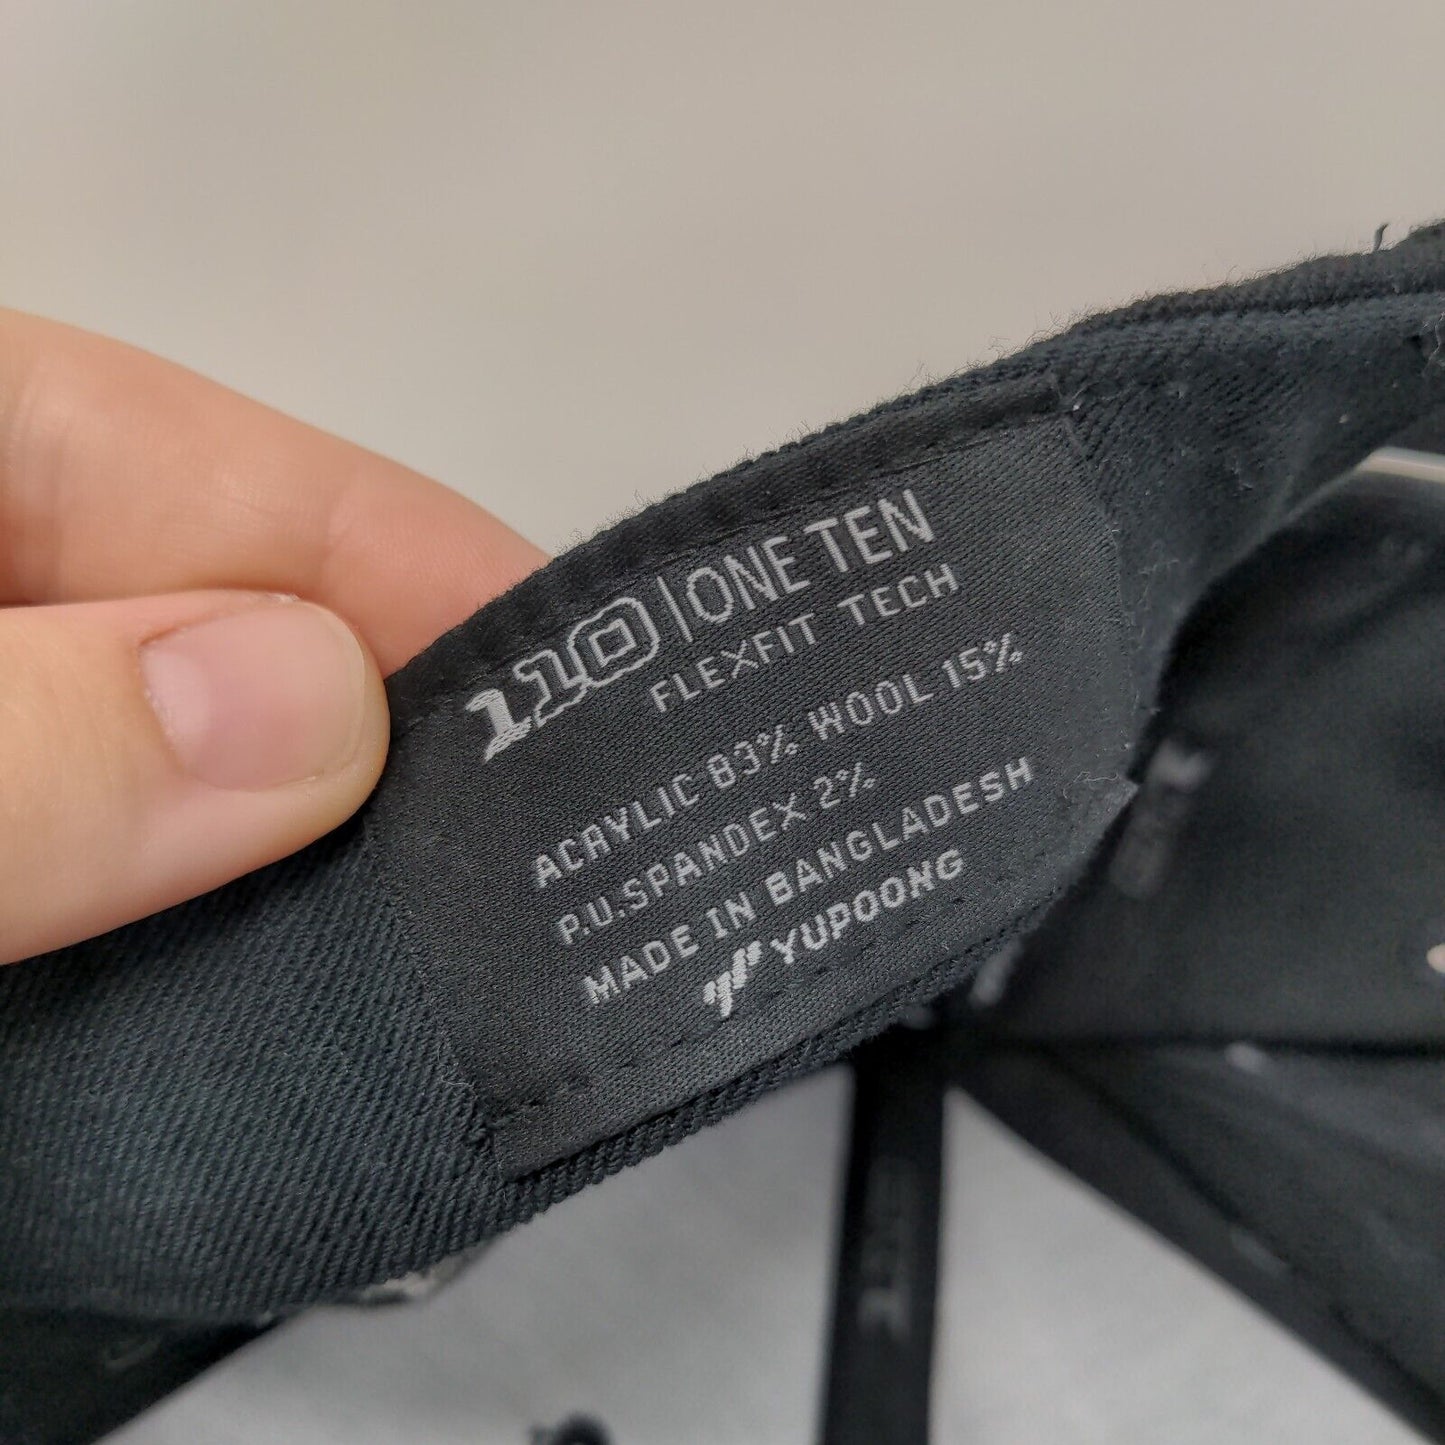 110 | ONE TEN
FLEXFIT TECH
ACRYLIC 83% WOOL 15%
P.U.SPANDEX 2%
MADE IN BANGLADESH
YUPOONG